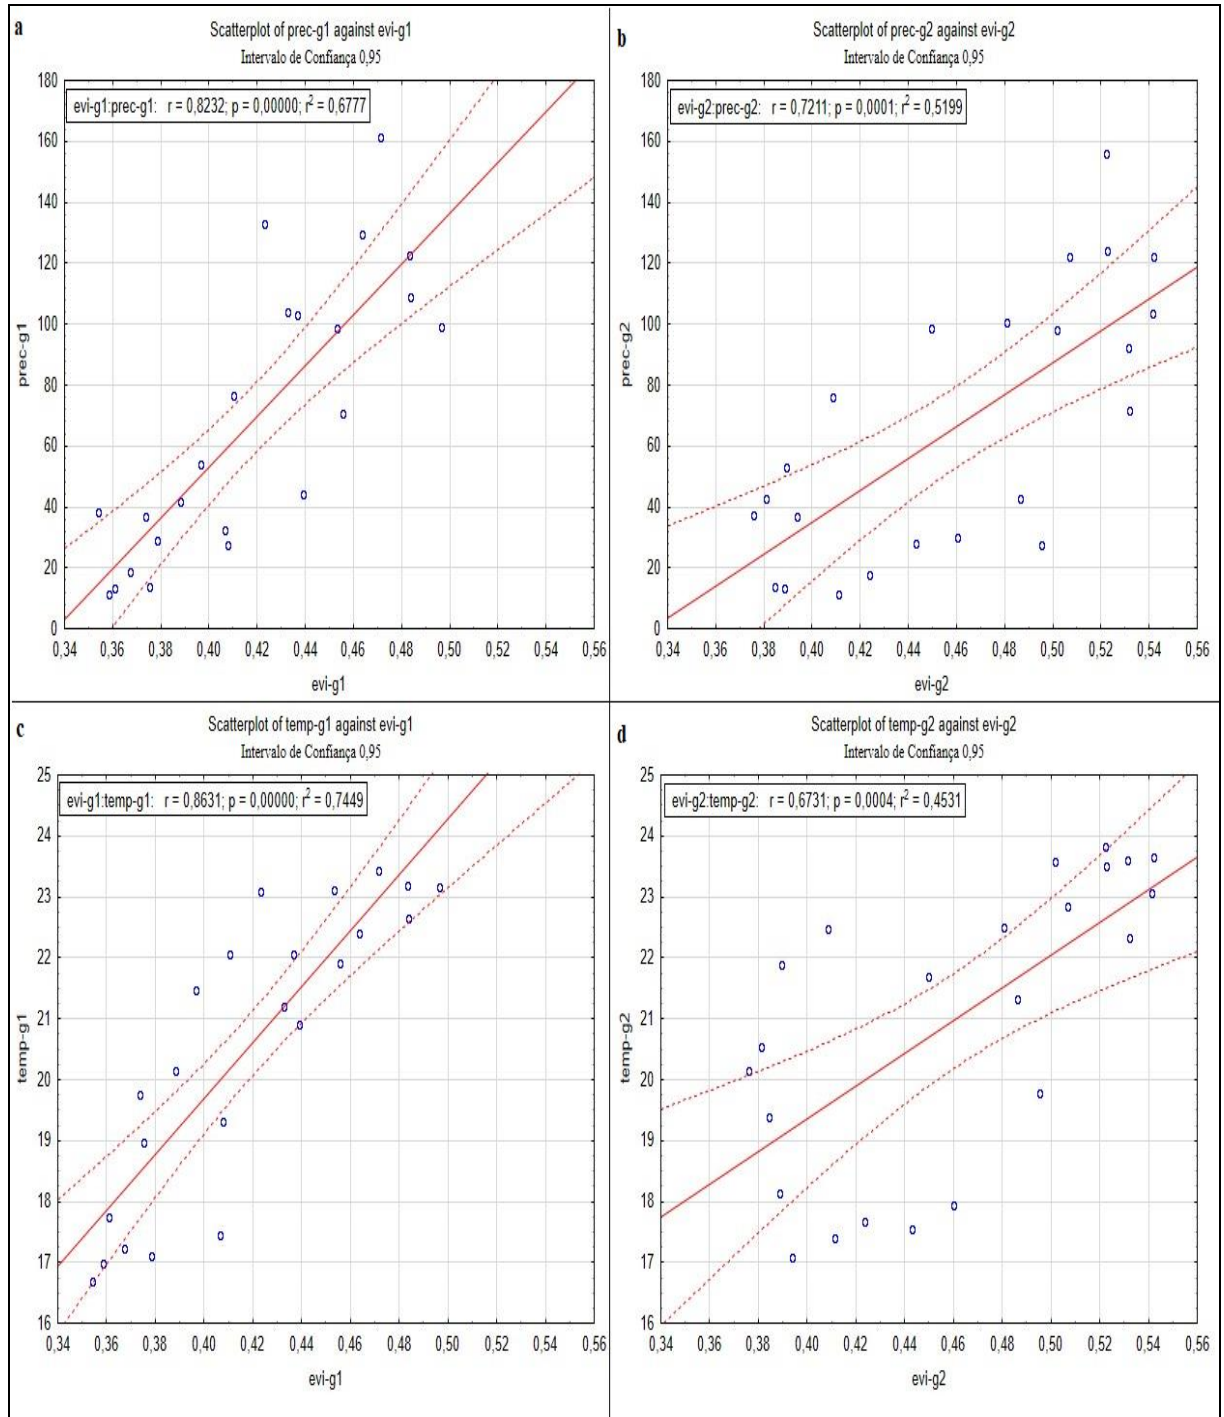 a
Scatterplot of prec-g1 against evi-g1
Intervalo de Confiança 0,95
evi-g1:prec-g1: r = 0,8232; p = 0,00000; r² = 0,6777
180
160
140
120
100
80
60
40
20
0
prec-g1
0,34 0,36 0,38 0,40 0,42 0,44 0,46 0,48 0,50 0,52 0,54 0,56
evi-g1
b
Scatterplot of prec-g2 against evi-g2
Intervalo de Confiança 0,95
evi-g2:prec-g2: r = 0,7211; p = 0,0001; r² = 0,5199
180
160
140
120
100
80
60
40
20
0
prec-g2
0,34 0,36 0,38 0,40 0,42 0,44 0,46 0,48 0,50 0,52 0,54 0,56
evi-g2
c
Scatterplot of temp-g1 against evi-g1
Intervalo de Confiança 0,95
evi-g1:temp-g1: r = 0,8631; p = 0,00000; r² = 0,7449
25
24
23
22
21
20
19
18
17
16
temp-g1
0,34 0,36 0,38 0,40 0,42 0,44 0,46 0,48 0,50 0,52 0,54 0,56
evi-g1
d
Scatterplot of temp-g2 against evi-g2
Intervalo de Confiança 0,95
evi-g2:temp-g2: r = 0,6731; p = 0,0004; r² = 0,4531
25
24
23
22
21
20
19
18
17
16
temp-g2
0,34 0,36 0,38 0,40 0,42 0,44 0,46 0,48 0,50 0,52 0,54 0,56
evi-g2